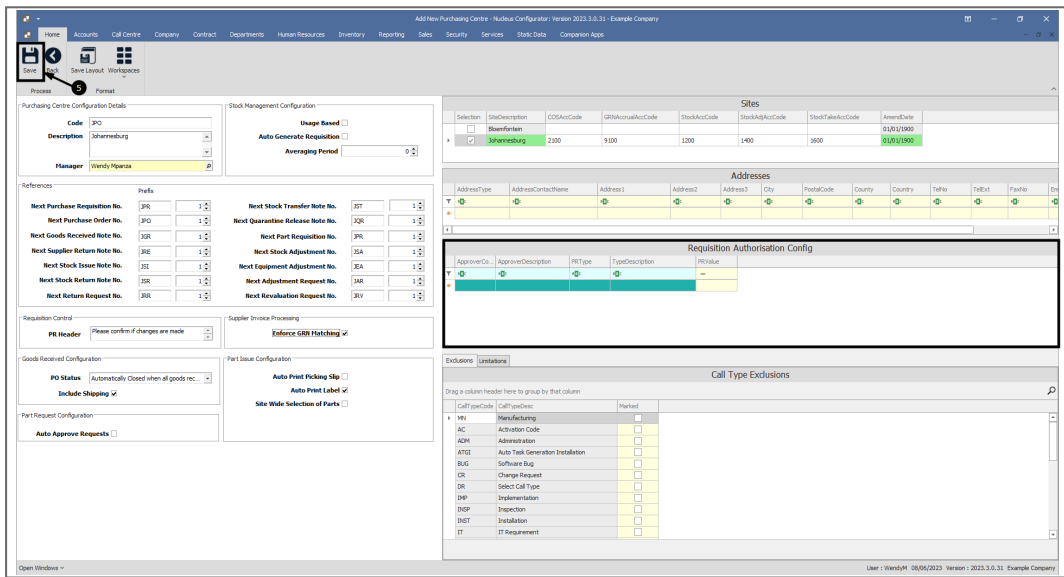 Add New Purchasing Centre - Nucleus Configurator: Version 2023.3.0.31 - Example Company
Home Accounts Call Centre Company Contract Departments Human Resources Inventory Reporting Sales Security Services Static Data Companion Apps
Save Back Save Layout Workspaces
5
Process Format
Purchasing Centre Configuration Details
Code JPO
Description Johannesburg
Manager Wendy Mpanza
Stock Management Configuration
Usage Based
Auto Generate Requisition
Averaging Period 0
References
Prefix
Next Purchase Requisition No. JPR 1 Next Stock Transfer Note No. JST 1
Next Purchase Order No. JPO 1 Next Quarantine Release Note No. JQR 1
Next Goods Received Note No. JGR 1 Next Part Requisition No. JPR 1
Next Supplier Return Note No. JRE 1 Next Stock Adjustment No. JSA 1
Next Stock Issue Note No. JSI 1 Next Equipment Adjustment No. JEA 1
Next Stock Return Note No. JSR 1 Next Adjustment Request No. JAR 1
Next Return Request No. JRR 1 Next Revaluation Request No. JRV 1
Requisition Control
PR Header Please confirm if changes are made
Supplier Invoice Processing
Enforce GRN Matching
Goods Received Configuration
PO Status Automatically Closed when all goods rec...
Include Shipping
Part Issue Configuration
Auto Print Picking Slip
Auto Print Label
Site Wide Selection of Parts
Part Request Configuration
Auto Approve Requests
Sites
Selection SiteDescription COSAccCode GRNAccrualAccCode StockAccCode StockAdjAccCode StockTakeAccCode AmendDate
Bloemfontein 01/01/1900
Johannesburg 2100 9100 1200 1400 1600 01/01/1900
Addresses
AddressType AddressContactName Address1 Address2 Address3 City PostalCode County Country TelNo TelExt FaxNo Em
Requisition Authorisation Config
ApproverCo... ApproverDescription PRType TypeDescription PRValue
Exclusions Limitations
Call Type Exclusions
Drag a column header here to group by that column
CallTypeCode CallTypeDesc Marked
MN Manufacturing
AC Activation Code
ADM Administration
ATGI Auto Task Generation Installation
BUG Software Bug
CR Change Request
DR Select Call Type
IMP Implementation
INSP Inspection
INST Installation
IT IT Requirement
Open Windows
User : WendyM 08/06/2023 Version : 2023.3.0.31 Example Company